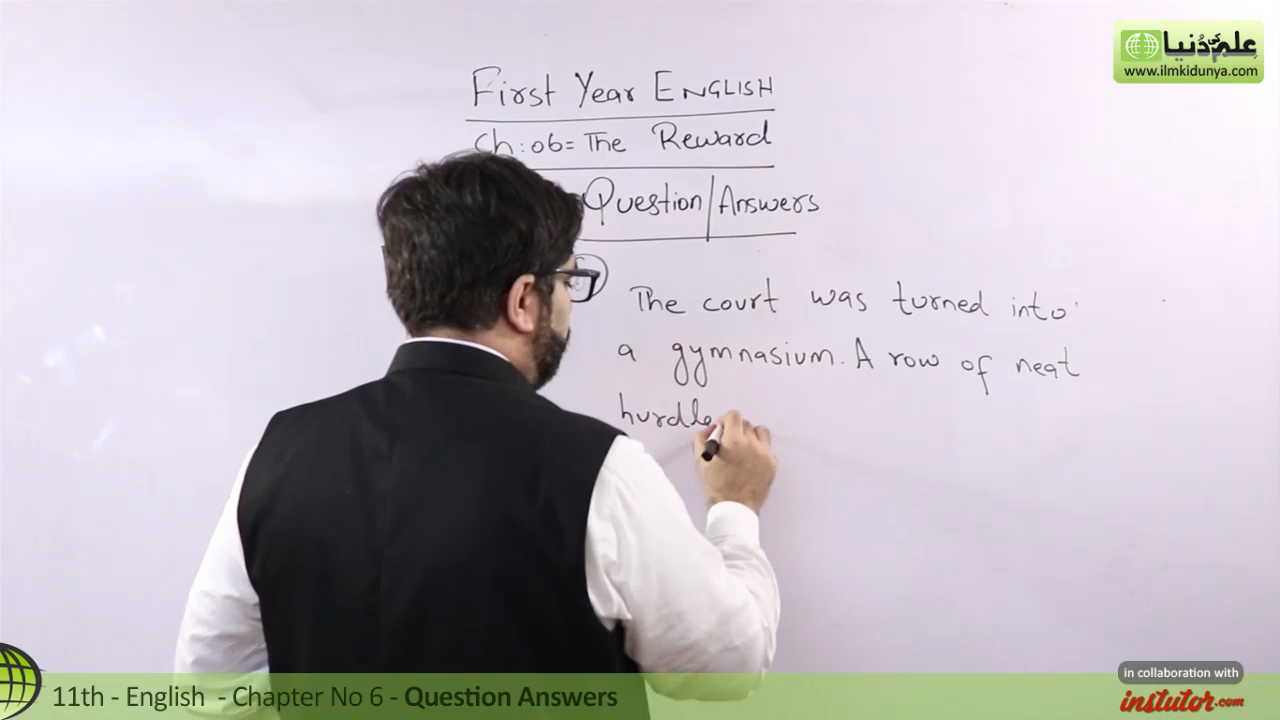 علم کی دُنیا
www.ilmkidunya.com
First Year ENGLISH
Ch:06= The Reward
Question/Answers
The court was turned into
a gymnasium. A row of neat
hurdle
11th - English - Chapter No 6 - Question Answers
in collaboration with
instutor.com